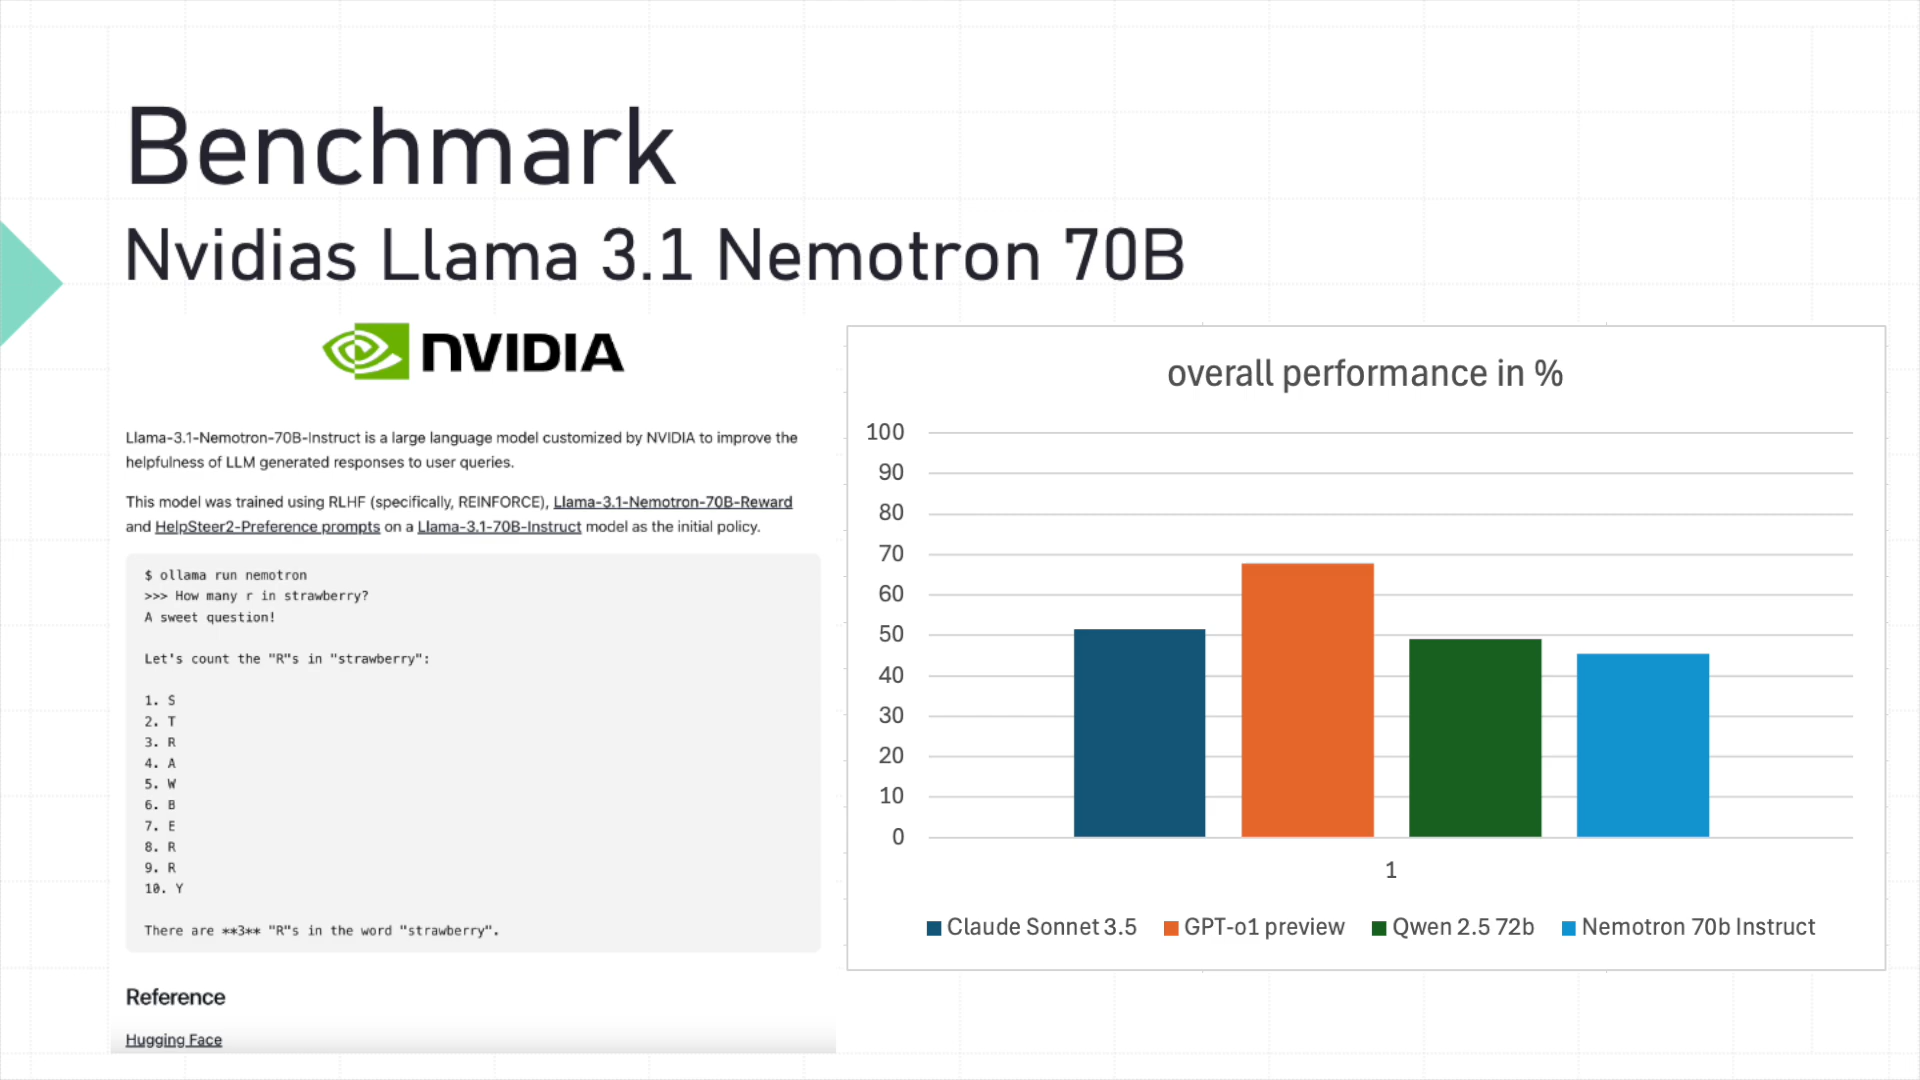 Benchmark
Nvidias Llama 3.1 Nemotron 70B
NVIDIA
Llama-3.1-Nemotron-70B-Instruct is a large language model customized by NVIDIA to improve the
helpfulness of LLM generated responses to user queries.
This model was trained using RLHF (specifically, REINFORCE), Llama-3.1-Nemotron-70B-Reward
and HelpSteer2-Preference prompts on a Llama-3.1-70B-Instruct model as the initial policy.
$ ollama run nemotron
>>> How many r in strawberry?
A sweet question!
Let's count the "R"s in "strawberry":
1. S
2. T
3. R
4. A
5. W
6. B
7. E
8. R
9. R
10. Y
There are **3** "R"s in the word "strawberry".
Reference
Hugging Face
overall performance in %
100
90
80
70
60
50
40
30
20
10
0
1
Claude Sonnet 3.5 GPT-o1 preview Qwen 2.5 72b Nemotron 70b Instruct